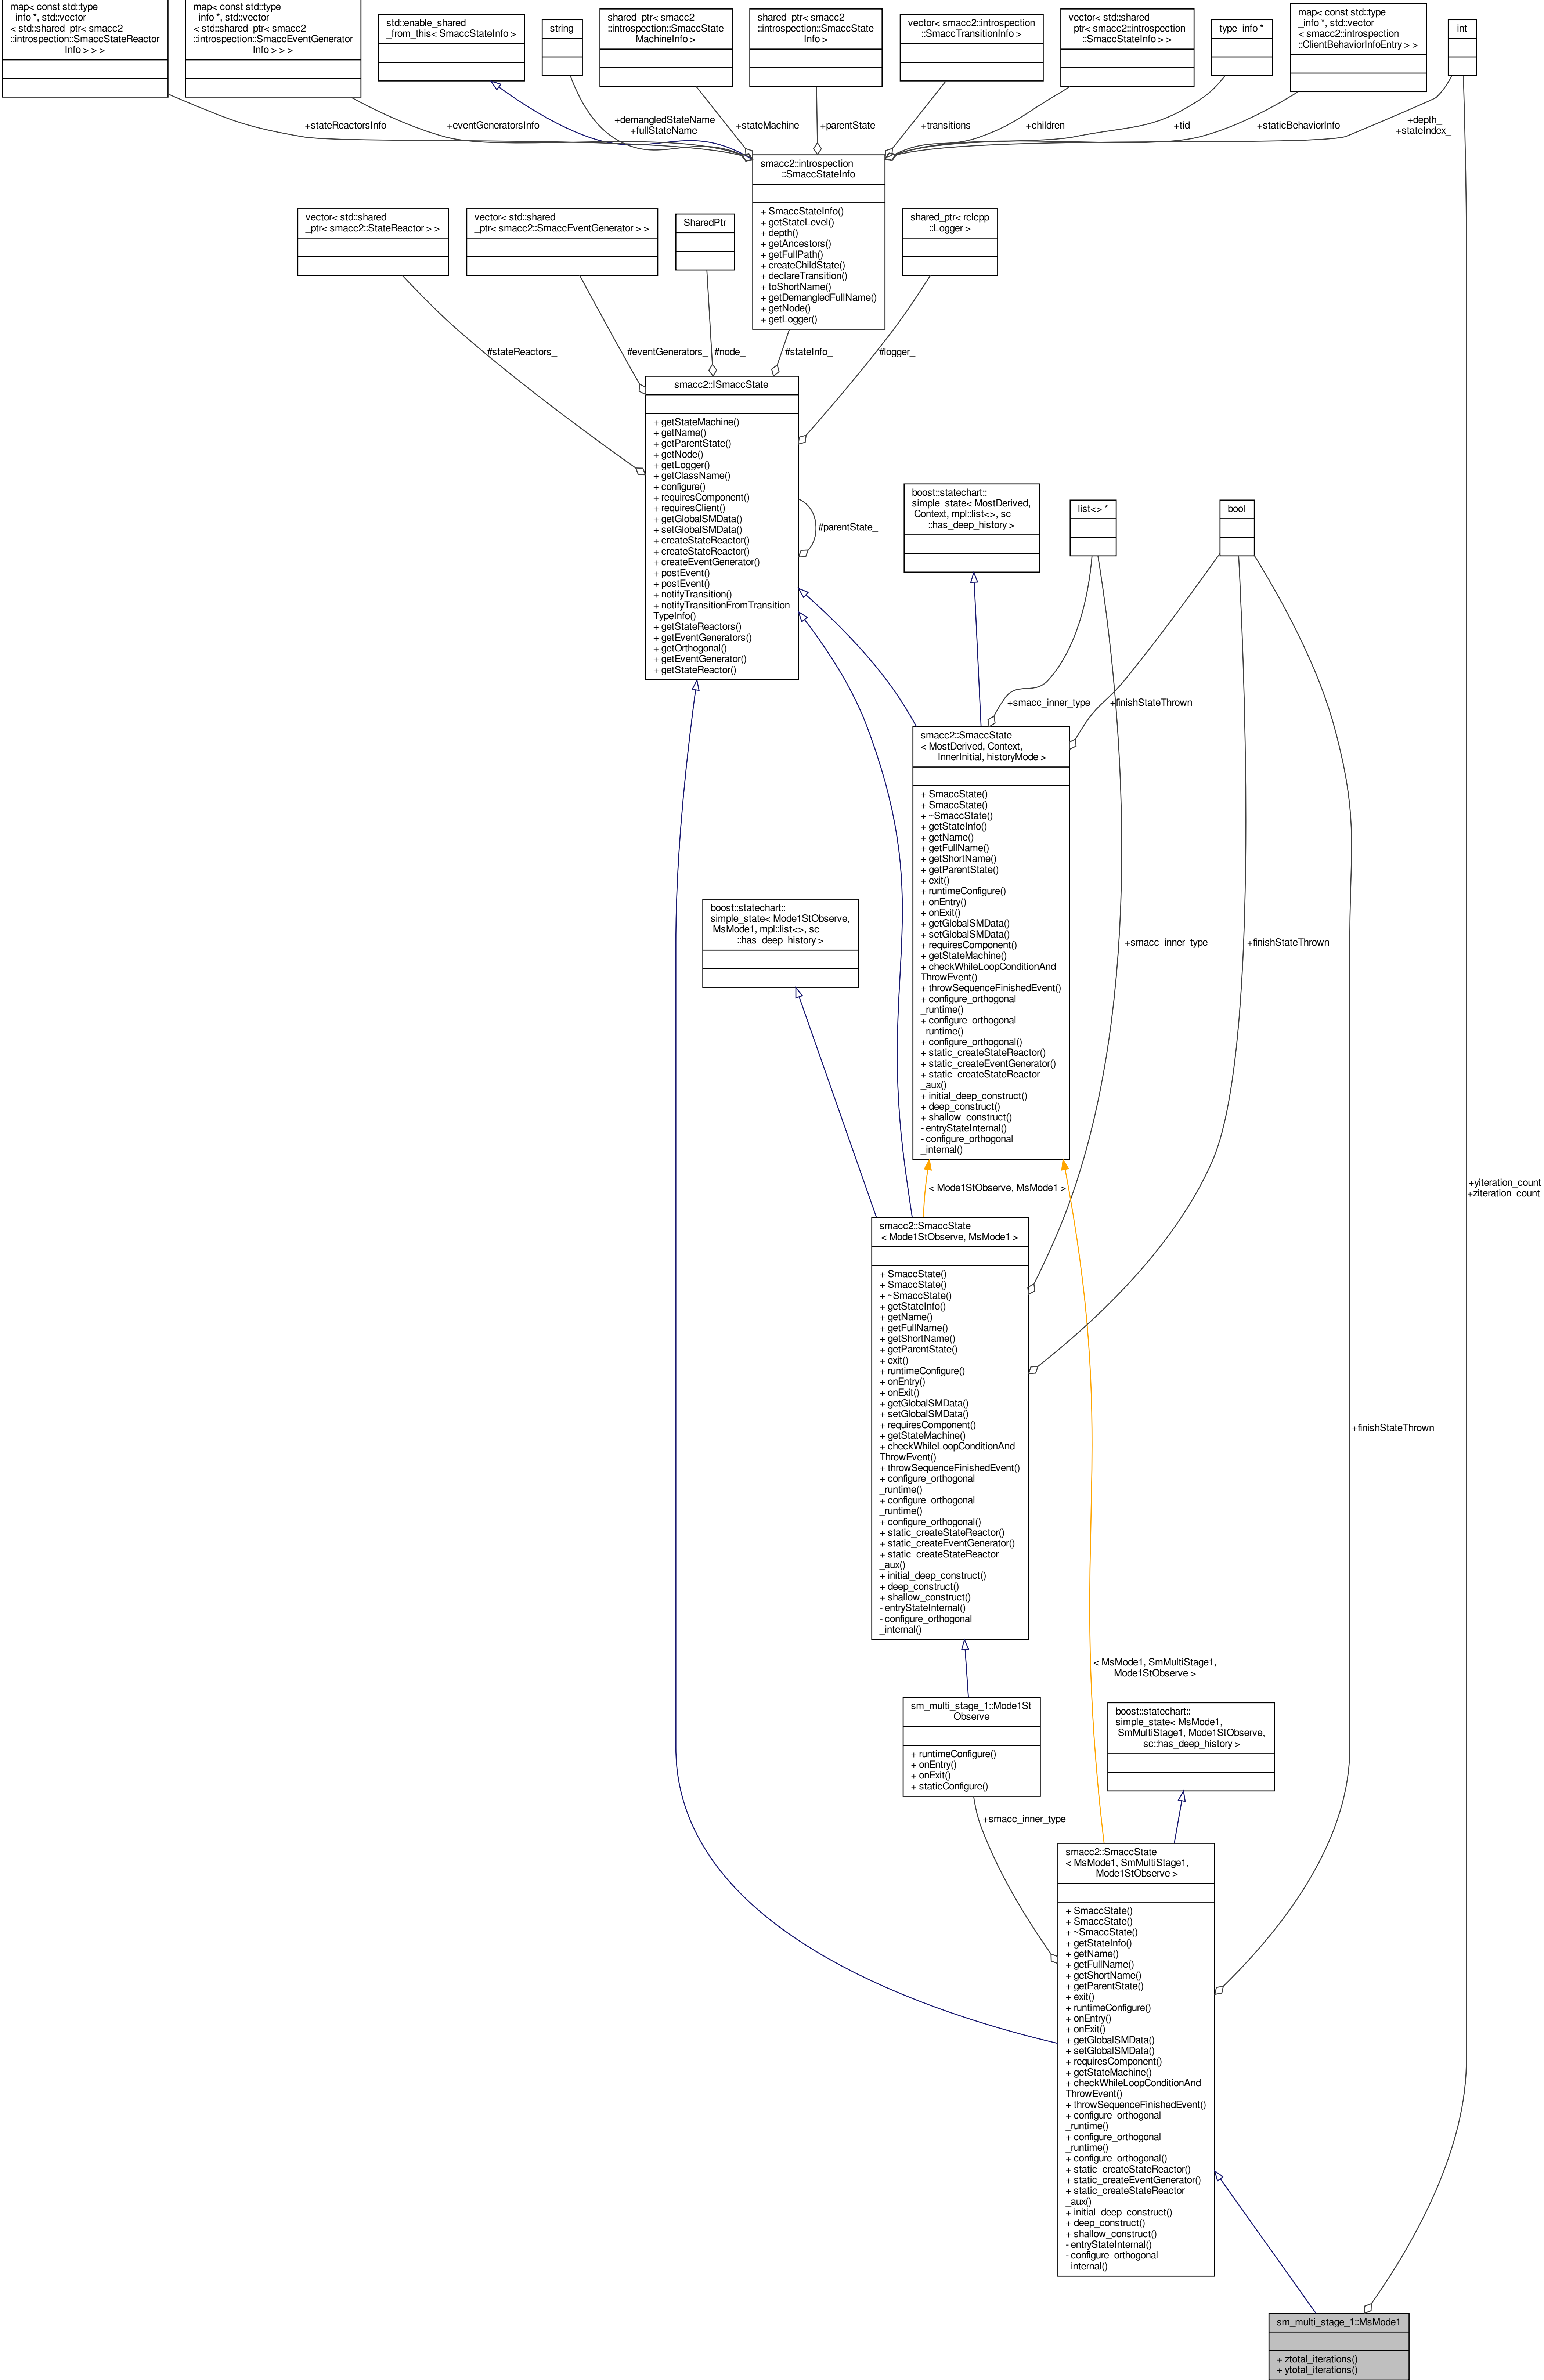 map< const std::type
_info *, std::vector
< std::shared_ptr< smacc2
::introspection::SmaccStateReactor
Info > > >
map< const std::type
_info *, std::vector
< std::shared_ptr< smacc2
::introspection::SmaccEventGenerator
Info > > >
std::enable_shared
_from_this< SmaccStateInfo >
string
shared_ptr< smacc2
::introspection::SmaccState
MachineInfo >
shared_ptr< smacc2
::introspection::SmaccState
Info >
vector< smacc2::introspection
::SmaccTransitionInfo >
vector< std::shared
_ptr< smacc2::introspection
::SmaccStateInfo > >
type_info *
map< const std::type
_info *, std::vector
< smacc2::introspection
::ClientBehaviorInfoEntry > >
int
+stateReactorsInfo
+eventGeneratorsInfo
+demangledStateName
+fullStateName
+stateMachine_
+parentState_
+transitions_
+children_
+tid_
+staticBehaviorInfo
+depth_
+stateIndex_
smacc2::introspection
::SmaccStateInfo
+ SmaccStateInfo()
+ getStateLevel()
+ depth()
+ getAncestors()
+ getFullPath()
+ createChildState()
+ declareTransition()
+ toShortName()
+ getDemangledFullName()
+ getNode()
+ getLogger()
vector< std::shared
_ptr< smacc2::StateReactor > >
vector< std::shared
_ptr< smacc2::SmaccEventGenerator > >
SharedPtr
shared_ptr< rclcpp
::Logger >
#stateReactors_
#eventGenerators_
#node_
#stateInfo_
#logger_
smacc2::ISmaccState
+ getStateMachine()
+ getName()
+ getParentState()
+ getNode()
+ getLogger()
+ getClassName()
+ configure()
+ requiresComponent()
+ requiresClient()
+ getGlobalSMData()
+ setGlobalSMData()
+ createStateReactor()
+ createStateReactor()
+ createEventGenerator()
+ postEvent()
+ postEvent()
+ notifyTransition()
+ notifyTransitionFromTransition
TypeInfo()
+ getStateReactors()
+ getEventGenerators()
+ getOrthogonal()
+ getEventGenerator()
+ getStateReactor()
#parentState_
boost::statechart::
simple_state< MostDerived,
Context, mpl::list<>, sc
::has_deep_history >
list<> *
bool
+smacc_inner_type
+finishStateThrown
smacc2::SmaccState
< MostDerived, Context,
InnerInitial, historyMode >
+ SmaccState()
+ SmaccState()
+ ~SmaccState()
+ getStateInfo()
+ getName()
+ getFullName()
+ getShortName()
+ getParentState()
+ exit()
+ runtimeConfigure()
+ onEntry()
+ onExit()
+ getGlobalSMData()
+ setGlobalSMData()
+ requiresComponent()
+ getStateMachine()
+ checkWhileLoopConditionAnd
ThrowEvent()
+ throwSequenceFinishedEvent()
+ configure_orthogonal
_runtime()
+ configure_orthogonal
_runtime()
+ configure_orthogonal()
+ static_createStateReactor()
+ static_createEventGenerator()
+ static_createStateReactor
_aux()
+ initial_deep_construct()
+ deep_construct()
+ shallow_construct()
- entryStateInternal()
- configure_orthogonal
_internal()
boost::statechart::
simple_state< Mode1StObserve,
MsMode1, mpl::list<>, sc
::has_deep_history >
+smacc_inner_type
+finishStateThrown
< Mode1StObserve, MsMode1 >
+yiteration_count
+ziteration_count
smacc2::SmaccState
< Mode1StObserve, MsMode1 >
+ SmaccState()
+ SmaccState()
+ ~SmaccState()
+ getStateInfo()
+ getName()
+ getFullName()
+ getShortName()
+ getParentState()
+ exit()
+ runtimeConfigure()
+ onEntry()
+ onExit()
+ getGlobalSMData()
+ setGlobalSMData()
+ requiresComponent()
+ getStateMachine()
+ checkWhileLoopConditionAnd
ThrowEvent()
+ throwSequenceFinishedEvent()
+ configure_orthogonal
_runtime()
+ configure_orthogonal
_runtime()
+ configure_orthogonal()
+ static_createStateReactor()
+ static_createEventGenerator()
+ static_createStateReactor
_aux()
+ initial_deep_construct()
+ deep_construct()
+ shallow_construct()
- entryStateInternal()
- configure_orthogonal
_internal()
+finishStateThrown
< MsMode1, SmMultiStage1,
Mode1StObserve >
sm_multi_stage_1::Mode1St
Observe
+ runtimeConfigure()
+ onEntry()
+ onExit()
+ staticConfigure()
boost::statechart::
simple_state< MsMode1,
SmMultiStage1, Mode1StObserve,
sc::has_deep_history >
+smacc_inner_type
smacc2::SmaccState
< MsMode1, SmMultiStage1,
Mode1StObserve >
+ SmaccState()
+ SmaccState()
+ ~SmaccState()
+ getStateInfo()
+ getName()
+ getFullName()
+ getShortName()
+ getParentState()
+ exit()
+ runtimeConfigure()
+ onEntry()
+ onExit()
+ getGlobalSMData()
+ setGlobalSMData()
+ requiresComponent()
+ getStateMachine()
+ checkWhileLoopConditionAnd
ThrowEvent()
+ throwSequenceFinishedEvent()
+ configure_orthogonal
_runtime()
+ configure_orthogonal
_runtime()
+ configure_orthogonal()
+ static_createStateReactor()
+ static_createEventGenerator()
+ static_createStateReactor
_aux()
+ initial_deep_construct()
+ deep_construct()
+ shallow_construct()
- entryStateInternal()
- configure_orthogonal
_internal()
sm_multi_stage_1::MsMode1
+ ztotal_iterations()
+ ytotal_iterations()